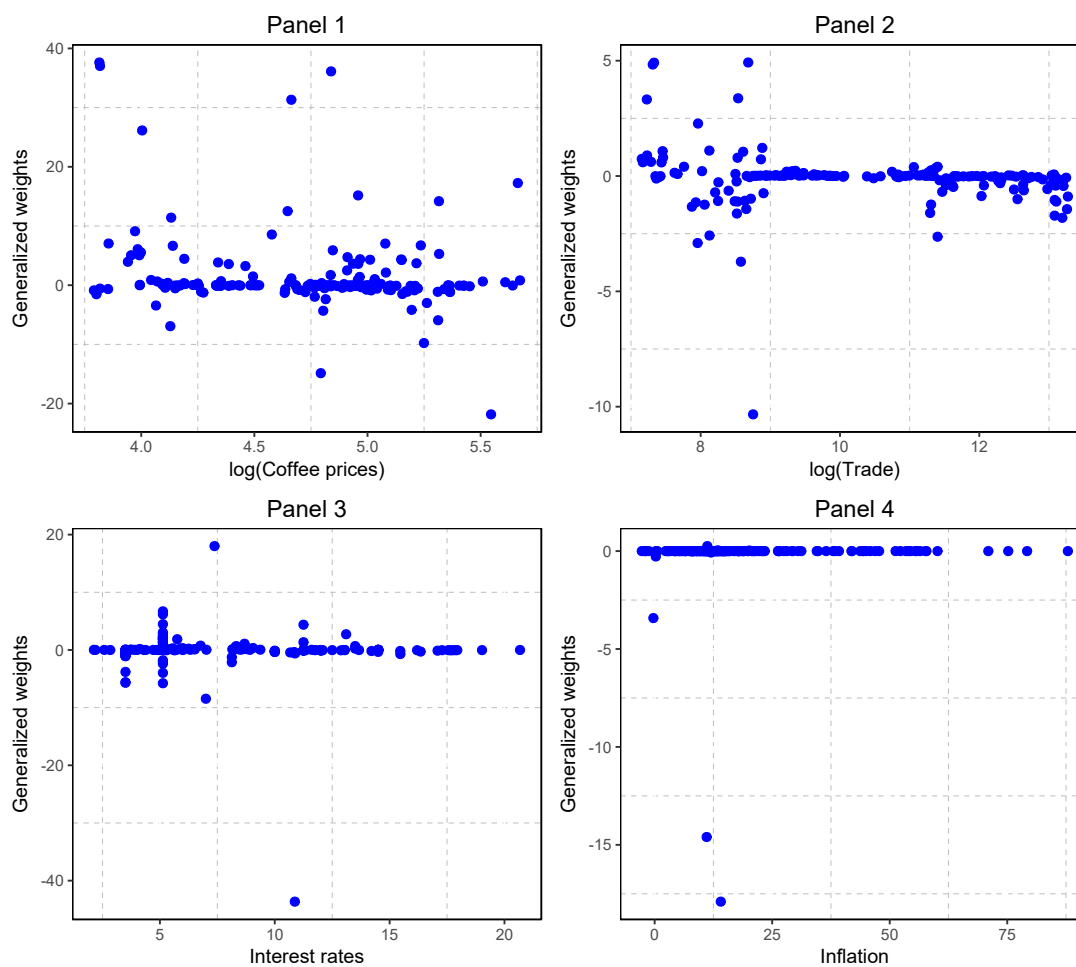 Panel 1
Generalized weights
40
20
0
-20
4.0 4.5 5.0 5.5
log(Coffee prices)
Panel 2
Generalized weights
5
0
-5
-10
8 10 12
log(Trade)
Panel 3
Generalized weights
20
0
-20
-40
5 10 15 20
Interest rates
Panel 4
Generalized weights
0
-5
-10
-15
0 25 50 75
Inflation